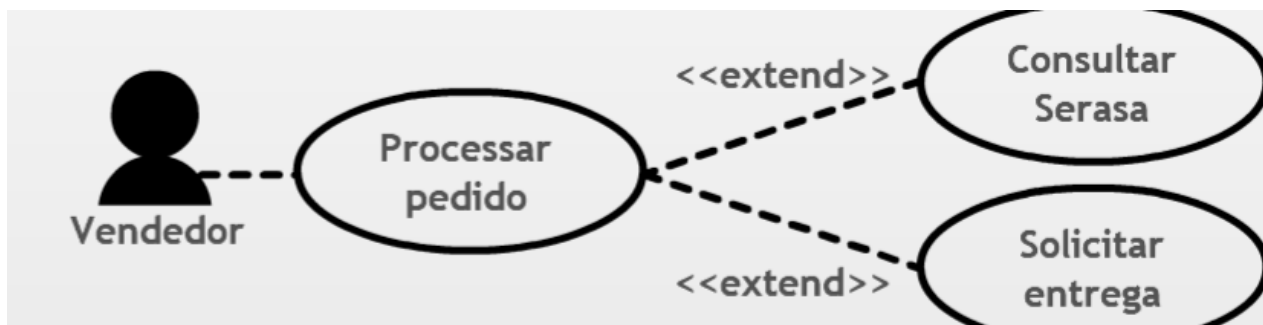 <<extend>>
Consultar
Serasa
Processar
pedido
Vendedor
Solicitar
entrega
<<extend>>